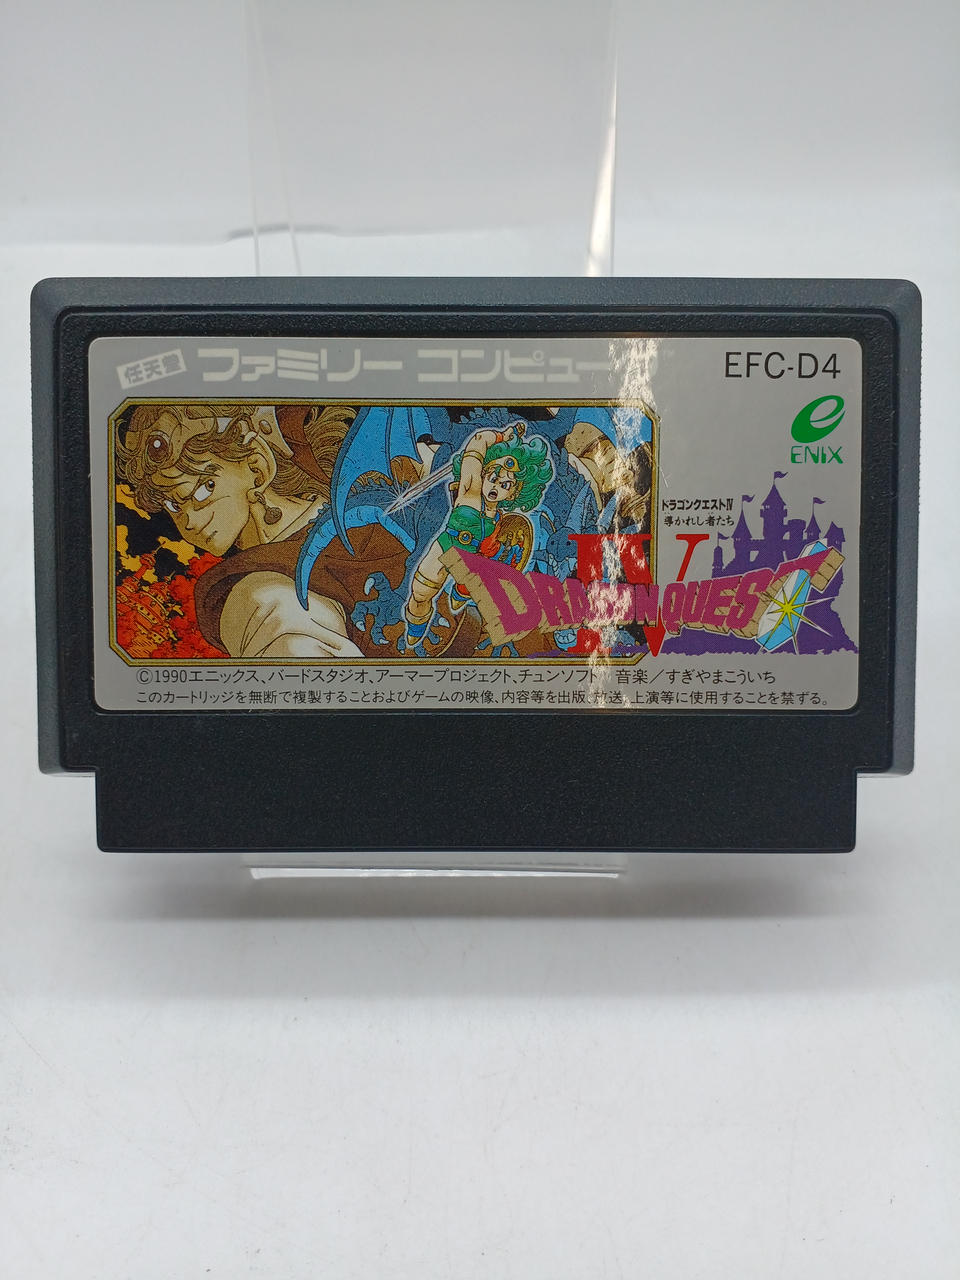 任天堂 ファミリー コンピュー
EFC-D4
ENIX
ドラゴンクエストIV
導かれし者たち
IV
DRAGON QUEST
©1990エニックス、バードスタジオ、アーマープロジェクト、チュンソフト 音楽/すぎやまこういち
このカートリッジを無断で複製することおよびゲームの映像、内容等を出版、放送、上演等に使用することを禁ずる。